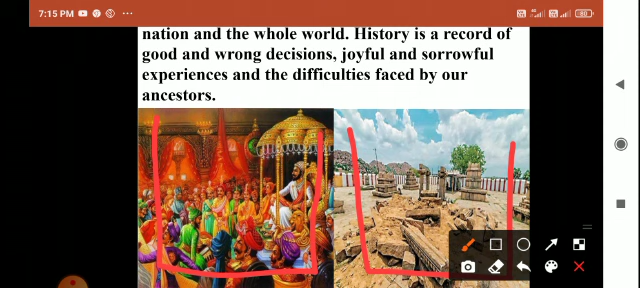 7:15 PM
80
nation and the whole world. History is a record of
good and wrong decisions, joyful and sorrowful
experiences and the difficulties faced by our
ancestors.